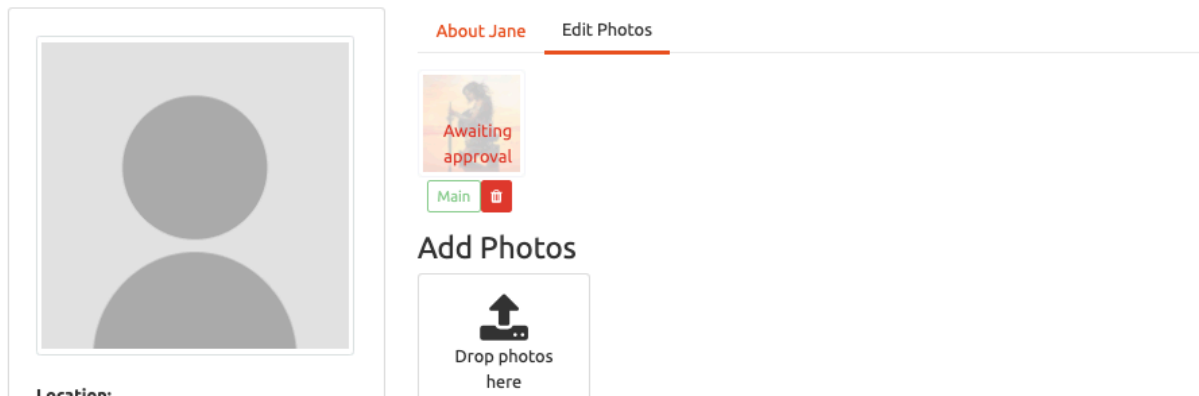 About Jane
Edit Photos
Awaiting
approval
Main
Add Photos
Drop photos
here
Location: